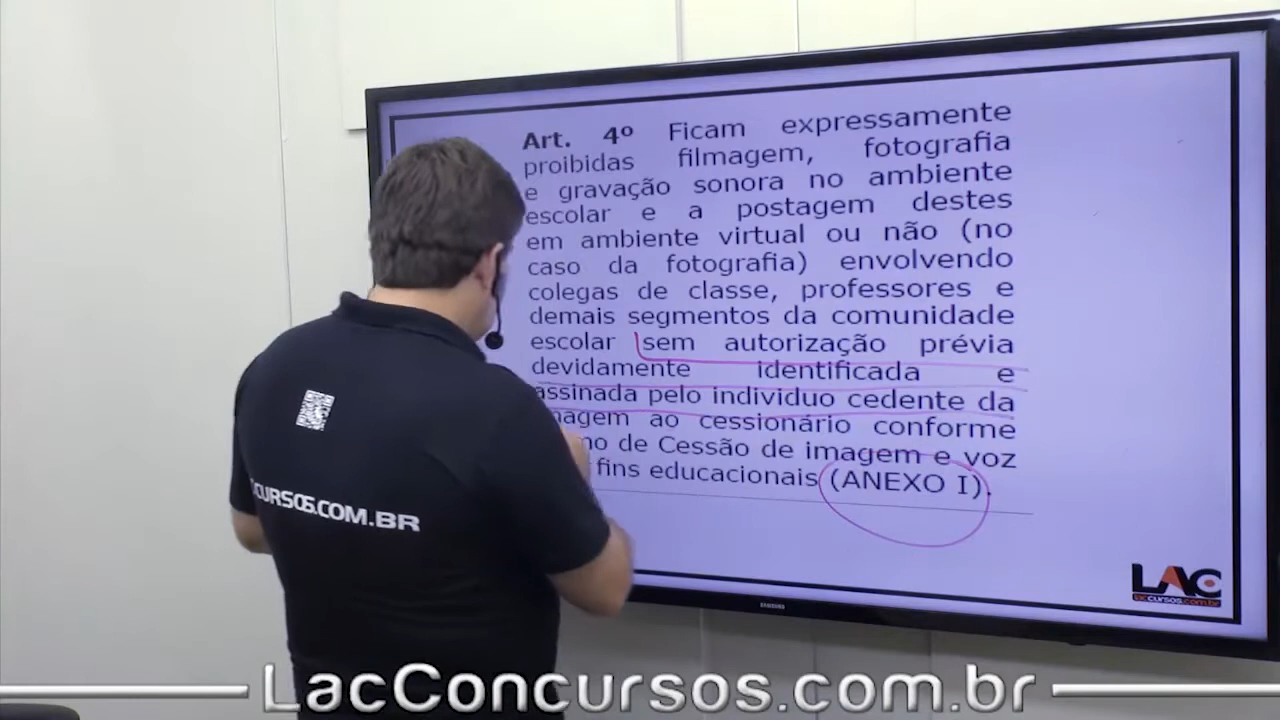 Art. 4º Ficam expressamente
proibidas filmagem, fotografia
e gravação sonora no ambiente
escolar e a postagem destes
em ambiente virtual ou não (no
caso da fotografia) envolvendo
colegas de classe, professores e
demais segmentos da comunidade
escolar sem autorização prévia
devidamente identificada e
assinada pelo individuo cedente da
ao cessionário conforme
de Cessão de imagem e voz
fins educacionais (ANEXO I).
LAC
laccursos.com.br
SAMSUNG
CURSOS.COM.BR
LacConcursos.com.br